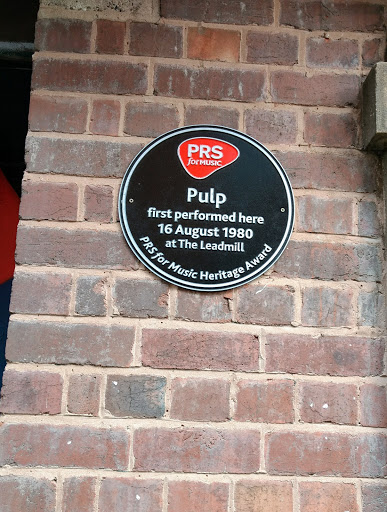 PRS
for MUSIC
Pulp
first performed here
16 August 1980
at The Leadmill
PRS for Music Heritage Award